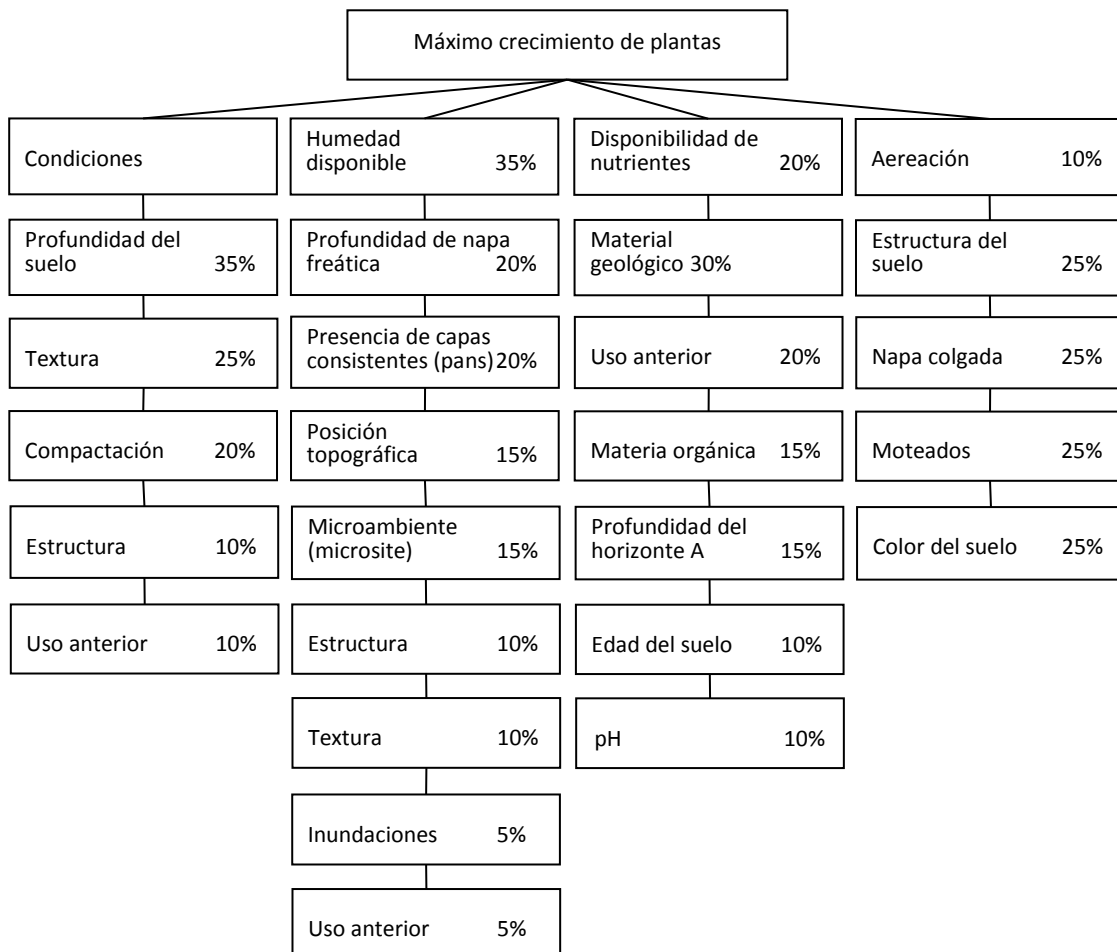 Máximo crecimiento de plantas
Condiciones
Profundidad del
suelo 35%
Textura 25%
Compactación 20%
Estructura 10%
Uso anterior 10%
Humedad
disponible 35%
Profundidad de napa
freática 20%
Presencia de capas
consistentes (pans) 20%
Posición
topográfica 15%
Microambiente
(microsite) 15%
Estructura 10%
Textura 10%
Inundaciones 5%
Uso anterior 5%
Disponibilidad de
nutrientes 20%
Material
geológico 30%
Uso anterior 20%
Materia orgánica 15%
Profundidad del
horizonte A 15%
Edad del suelo 10%
pH 10%
Aereación 10%
Estructura del
suelo 25%
Napa colgada 25%
Moteados 25%
Color del suelo 25%